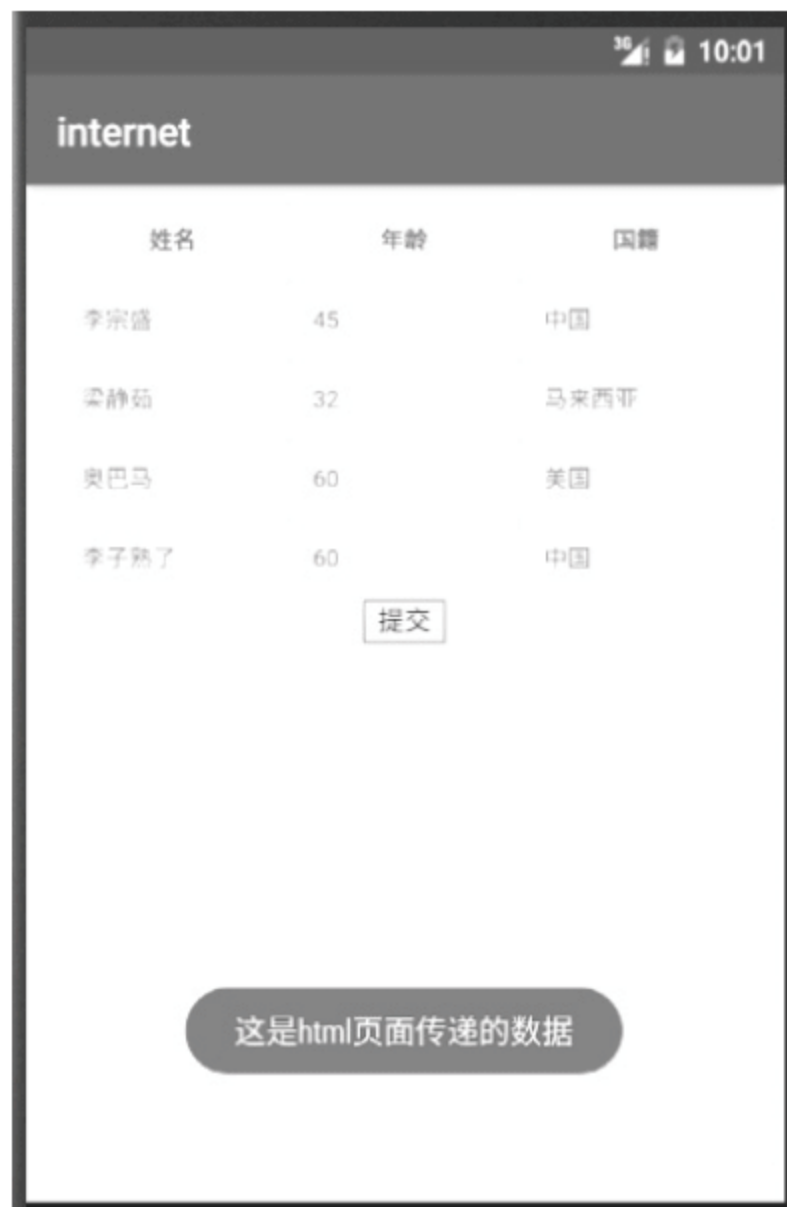 3G 10:01
internet
姓名 年龄 国籍
李宗盛 45 中国
梁静茹 32 马来西亚
奥巴马 60 美国
李子熟了 60 中国
提交
这是html页面传递的数据